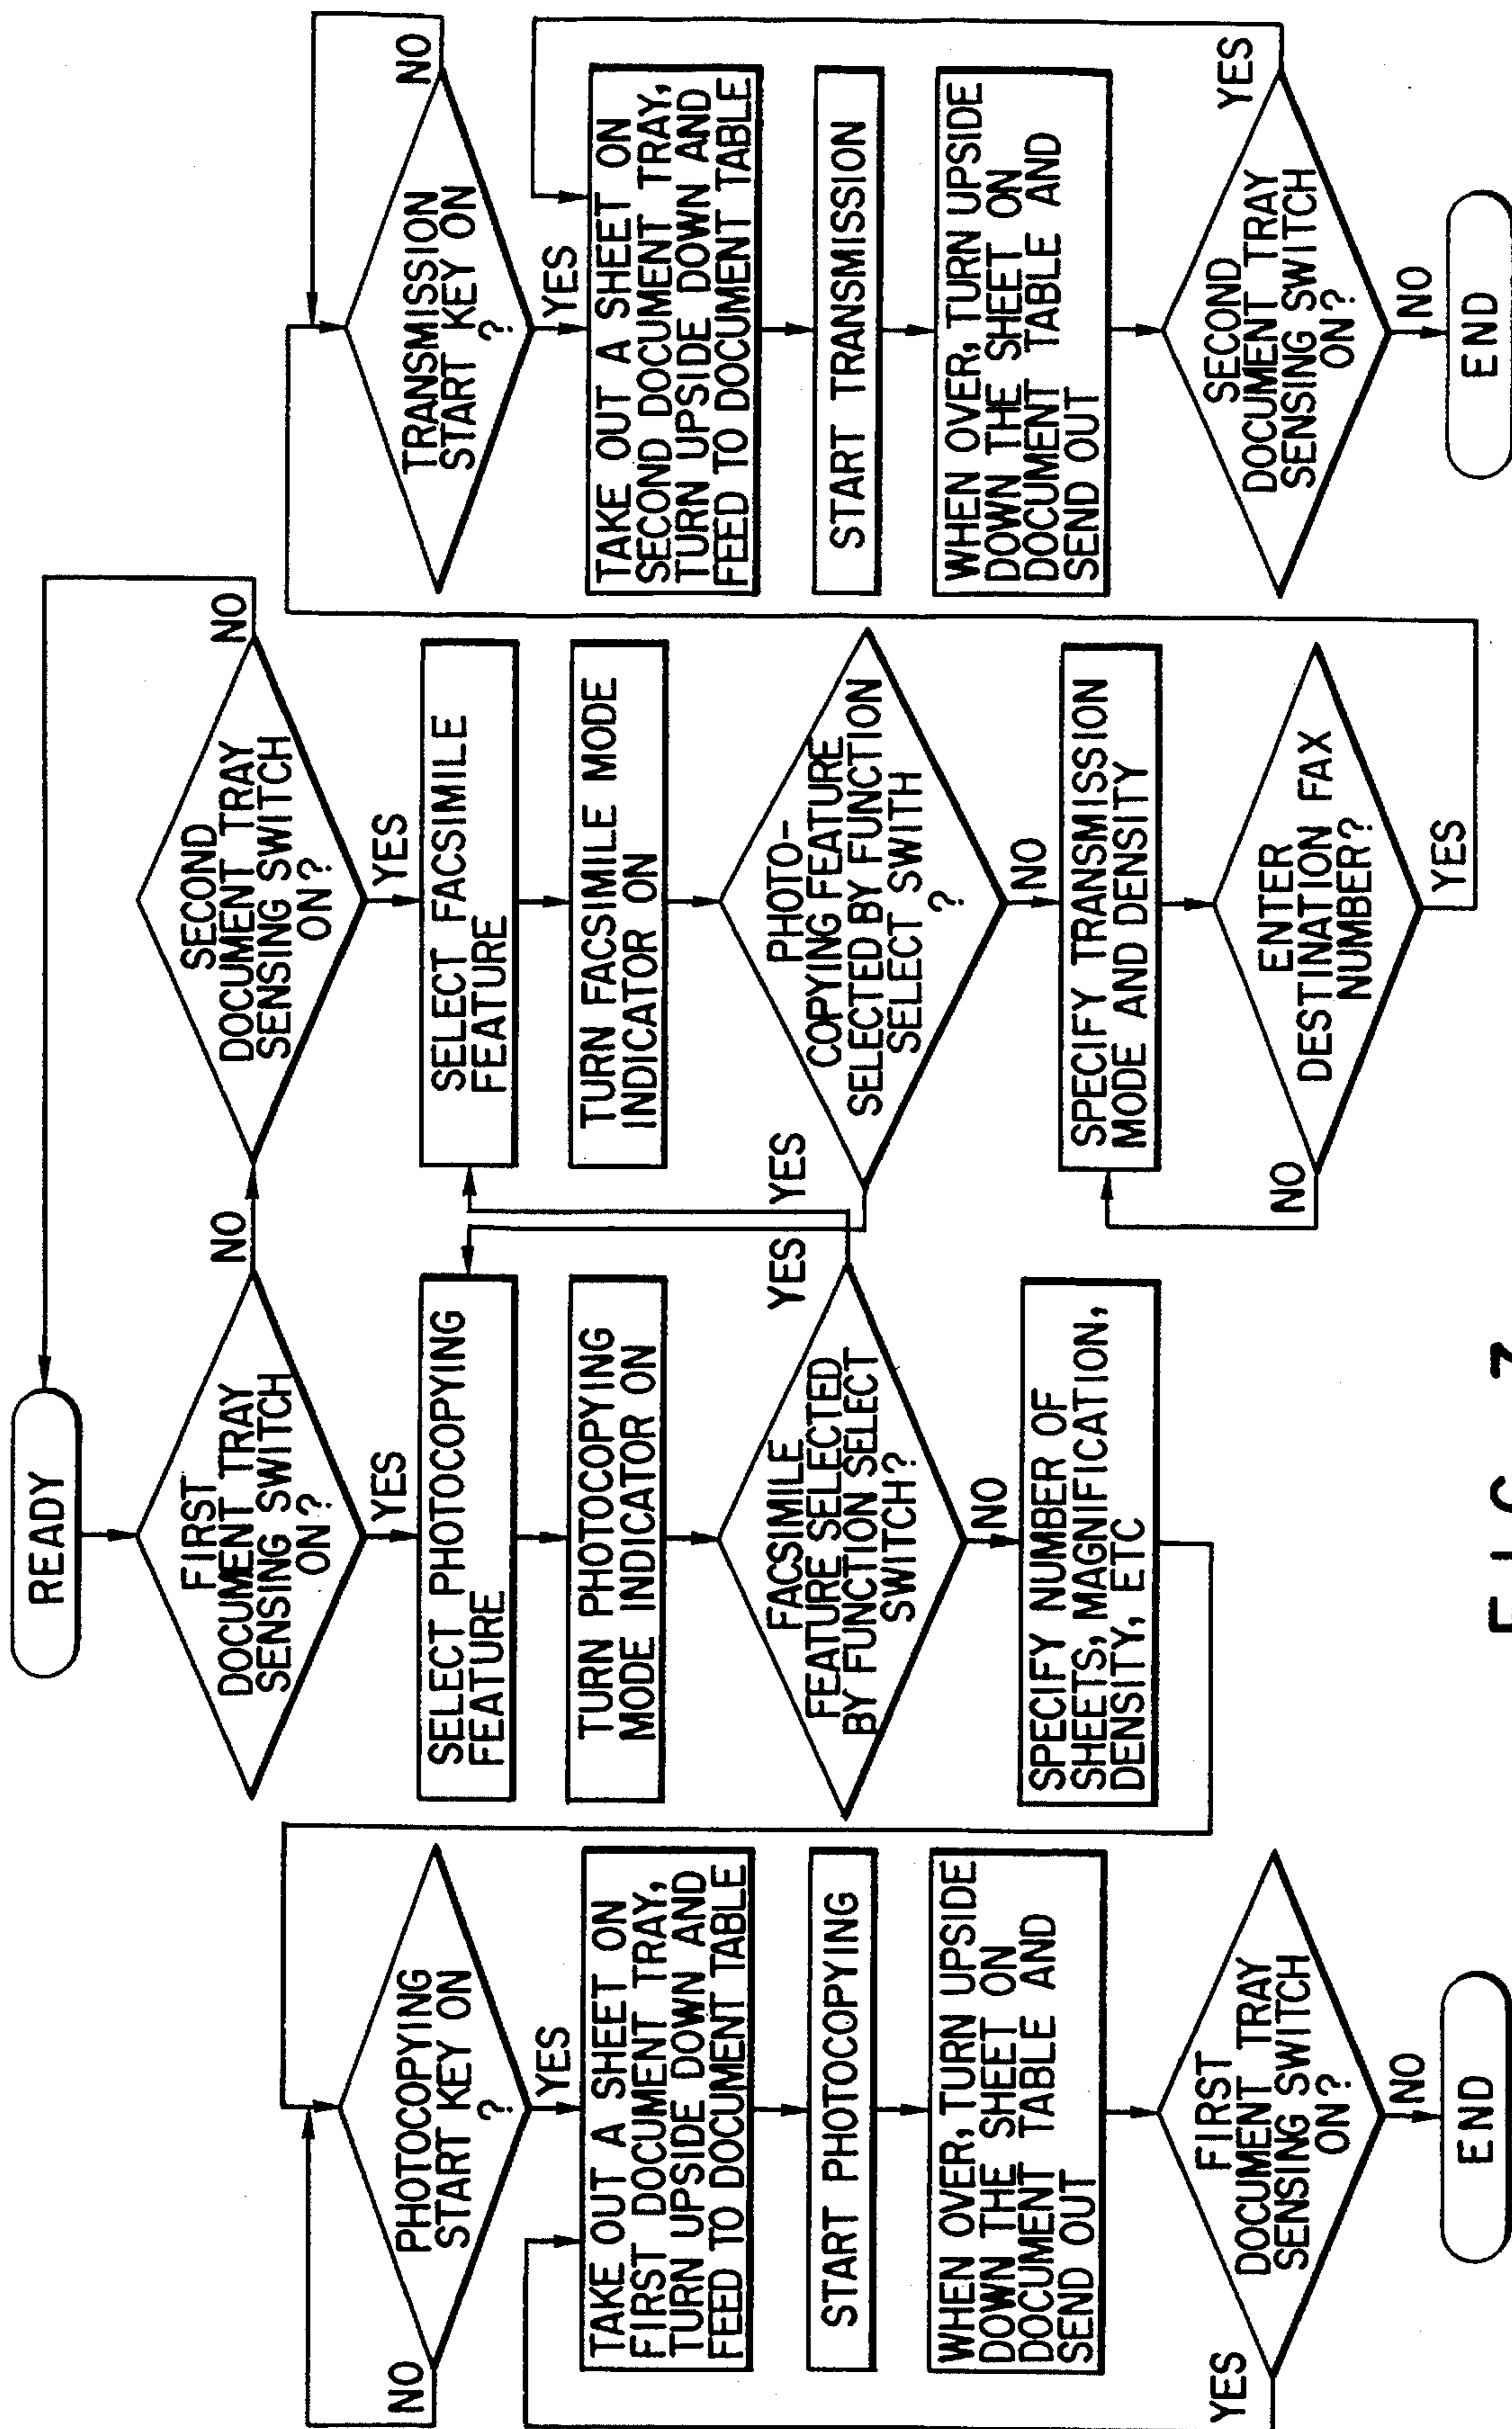 READY
FIRST
DOCUMENT TRAY
SENSING SWITCH
ON?
NO
YES
SELECT PHOTOCOPYING
FEATURE
TURN PHOTOCOPYING
MODE INDICATOR ON
FACSIMILE
FEATURE SELECTED
BY FUNCTION SELECT
SWITCH?
YES
NO
SPECIFY NUMBER OF
SHEETS, MAGNIFICATION,
DENSITY, ETC
PHOTOCOPYING
START KEY ON
?
NO
YES
TAKE OUT A SHEET ON
FIRST DOCUMENT TRAY,
TURN UPSIDE DOWN AND
FEED TO DOCUMENT TABLE
START PHOTOCOPYING
WHEN OVER, TURN UPSIDE
DOWN THE SHEET ON
DOCUMENT TABLE AND
SEND OUT
FIRST
DOCUMENT TRAY
SENSING SWITCH
ON?
YES
NO
END
SECOND
DOCUMENT TRAY
SENSING SWITCH
ON?
NO
YES
SELECT FACSIMILE
FEATURE
TURN FACSIMILE MODE
INDICATOR ON
PHOTO-
COPYING FEATURE
SELECTED BY FUNCTION
SELECT SWITH
?
YES
NO
SPECIFY TRANSMISSION
MODE AND DENSITY
ENTER
DESTINATION FAX
NUMBER?
NO
YES
TRANSMISSION
START KEY ON
?
NO
YES
TAKE OUT A SHEET ON
SECOND DOCUMENT TRAY,
TURN UPSIDE DOWN AND
FEED TO DOCUMENT TABLE
START TRANSMISSION
WHEN OVER, TURN UPSIDE
DOWN THE SHEET ON
DOCUMENT TABLE AND
SEND OUT
SECOND
DOCUMENT TRAY
SENSING SWITCH
ON?
YES
NO
END